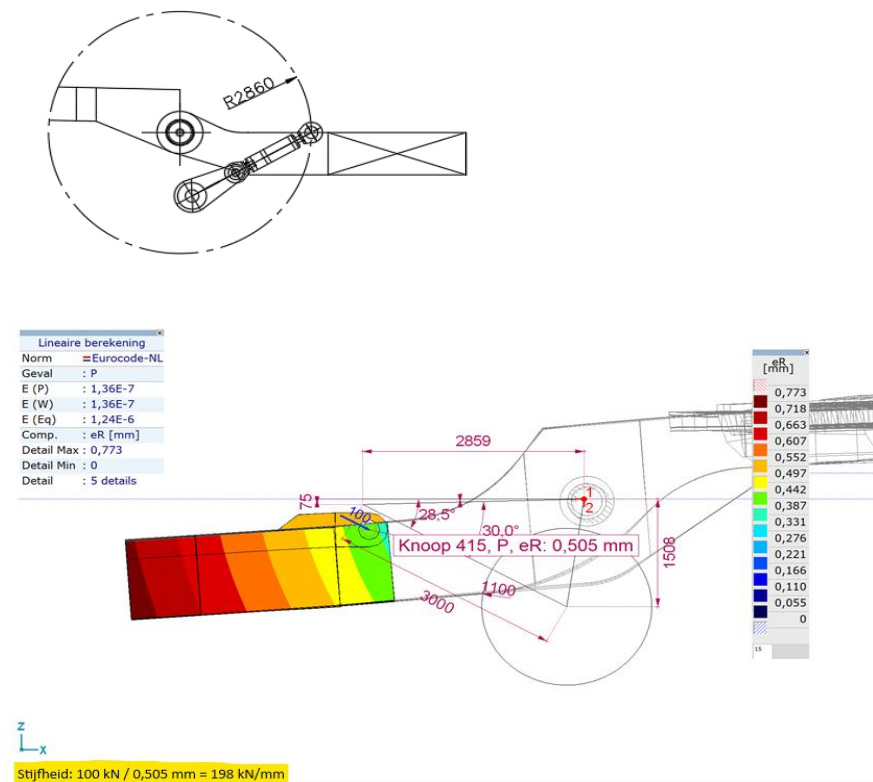 R2860
Lineaire berekening
Norm =Eurocode-NL
Geval : P
E (P) : 1,36E-7
E (W) : 1,36E-7
E (Eq) : 1,24E-6
Comp. : eR [mm]
Detail Max : 0,773
Detail Min : 0
Detail : 5 details
eR
[mm]
0,773
0,718
0,663
0,607
0,552
0,497
0,442
0,387
0,331
0,276
0,221
0,166
0,110
0,055
0
15
2859
75
1
2
100
28,5°
30,0°
Knoop 415, P, eR: 0,505 mm
1508
1100
3000
Z
X
Stijfheid: 100 kN / 0,505 mm = 198 kN/mm